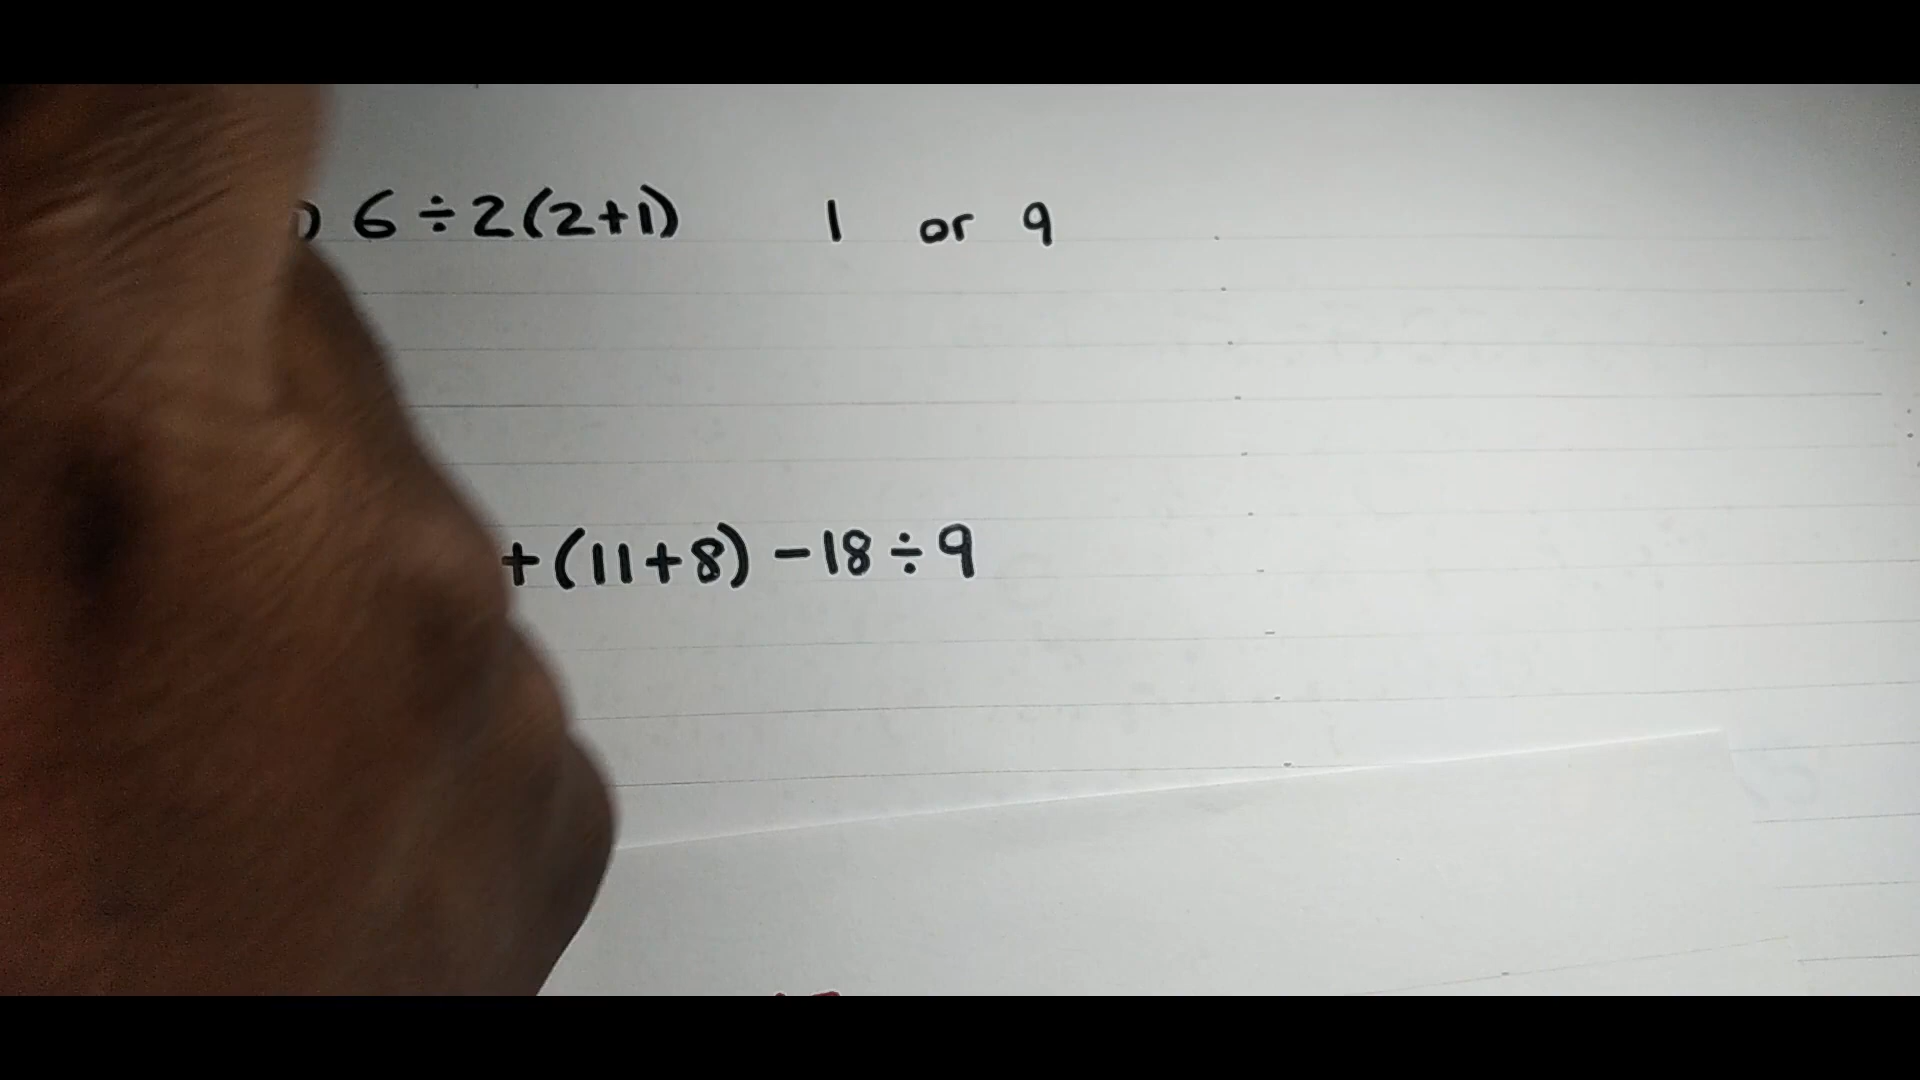 ) 6 ÷ 2(2+1) 1 or 9
+ (11+8) - 18 ÷ 9